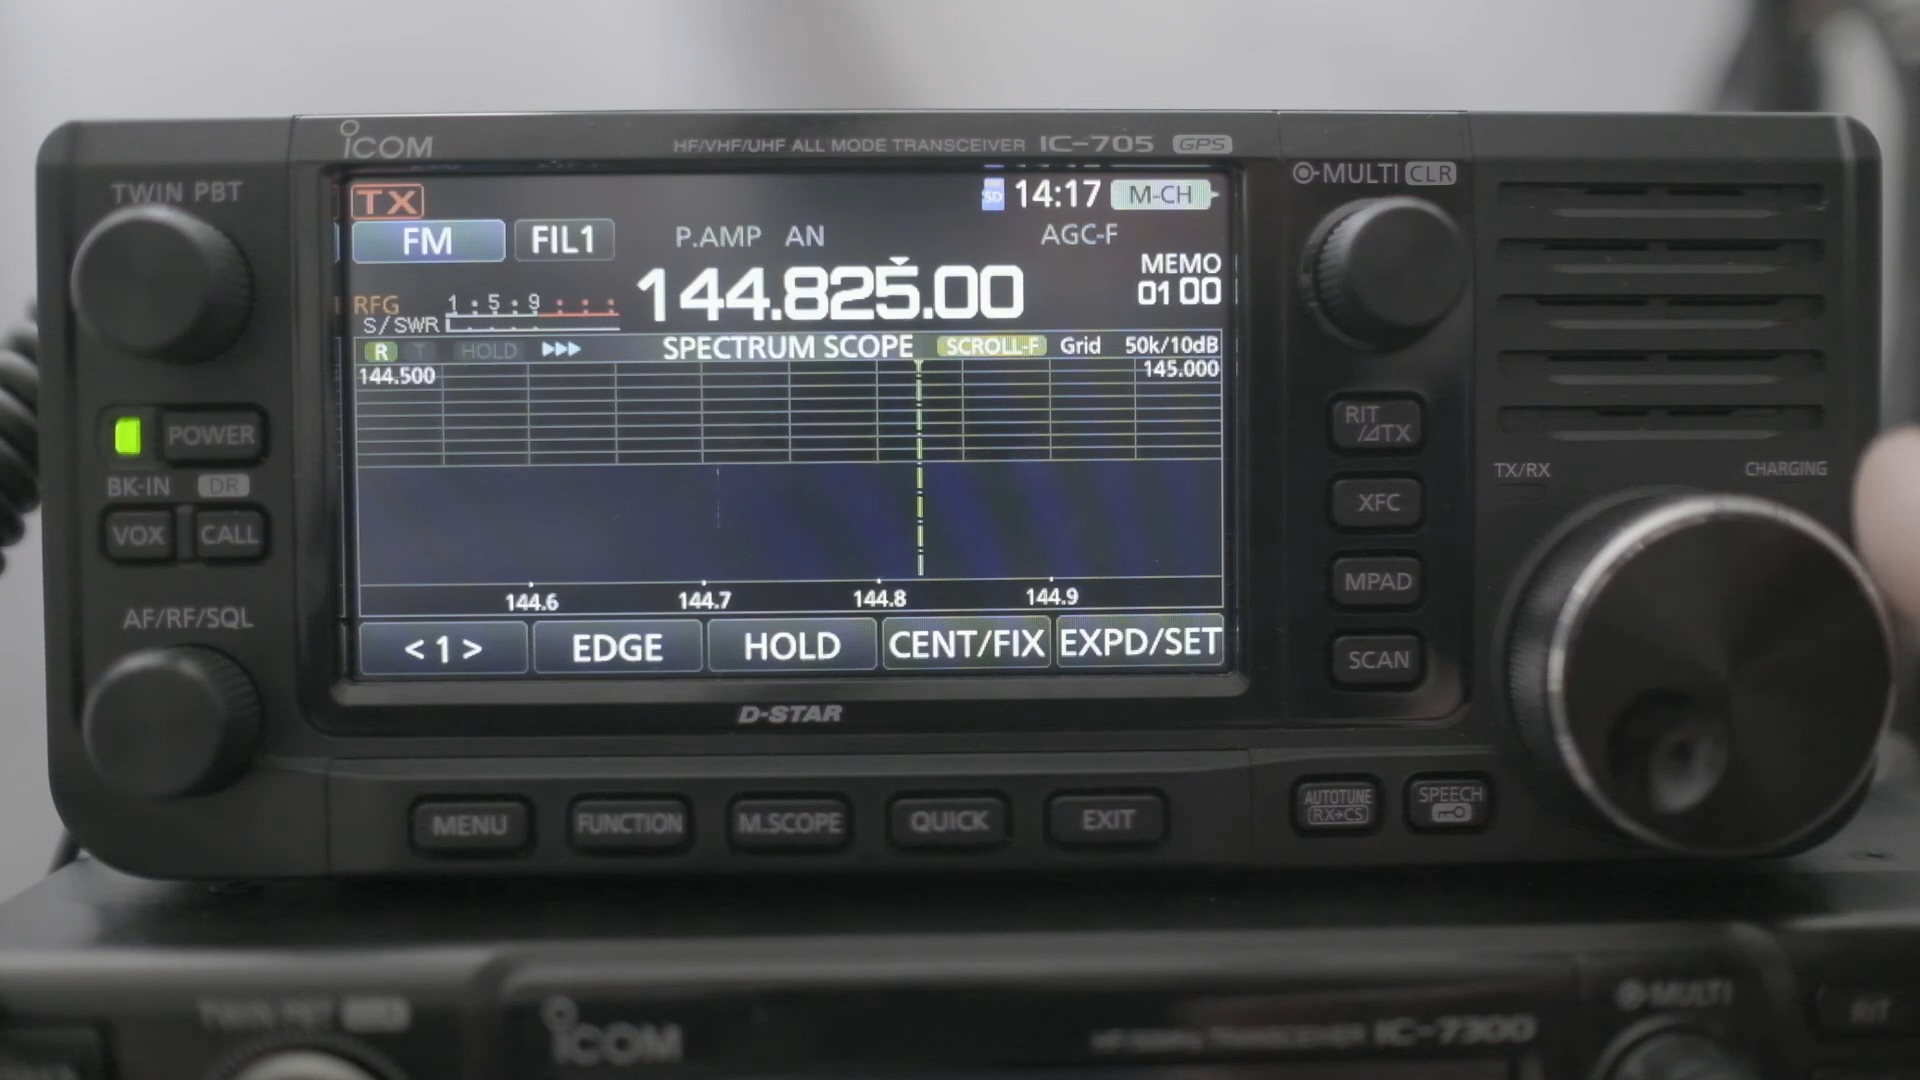 ICOM HF/VHF/UHF ALL MODE TRANSCEIVER IC-705 GPS
TWIN PBT
MULTI CLR
TX SD 14:17 M-CH
FM FIL1 P.AMP AN AGC-F
144.825.00 MEMO
01 00
RFG 1 : 5 : 9
S/SWR
R T HOLD SPECTRUM SCOPE SCROLL-F Grid 50k/10dB
144.500 145.000
144.6 144.7 144.8 144.9
< 1 > EDGE HOLD CENT/FIX EXPD/SET
POWER
BK-IN DR
VOX CALL
AF/RF/SQL
RIT
/⊿TX
XFC
MPAD
SCAN
TX/RX CHARGING
D-STAR
MENU FUNCTION M.SCOPE QUICK EXIT
AUTOTUNE
RX→CS
SPEECH
TWIN PBT
ICOM
TRANSCEIVER IC-7300
MULTI
RIT